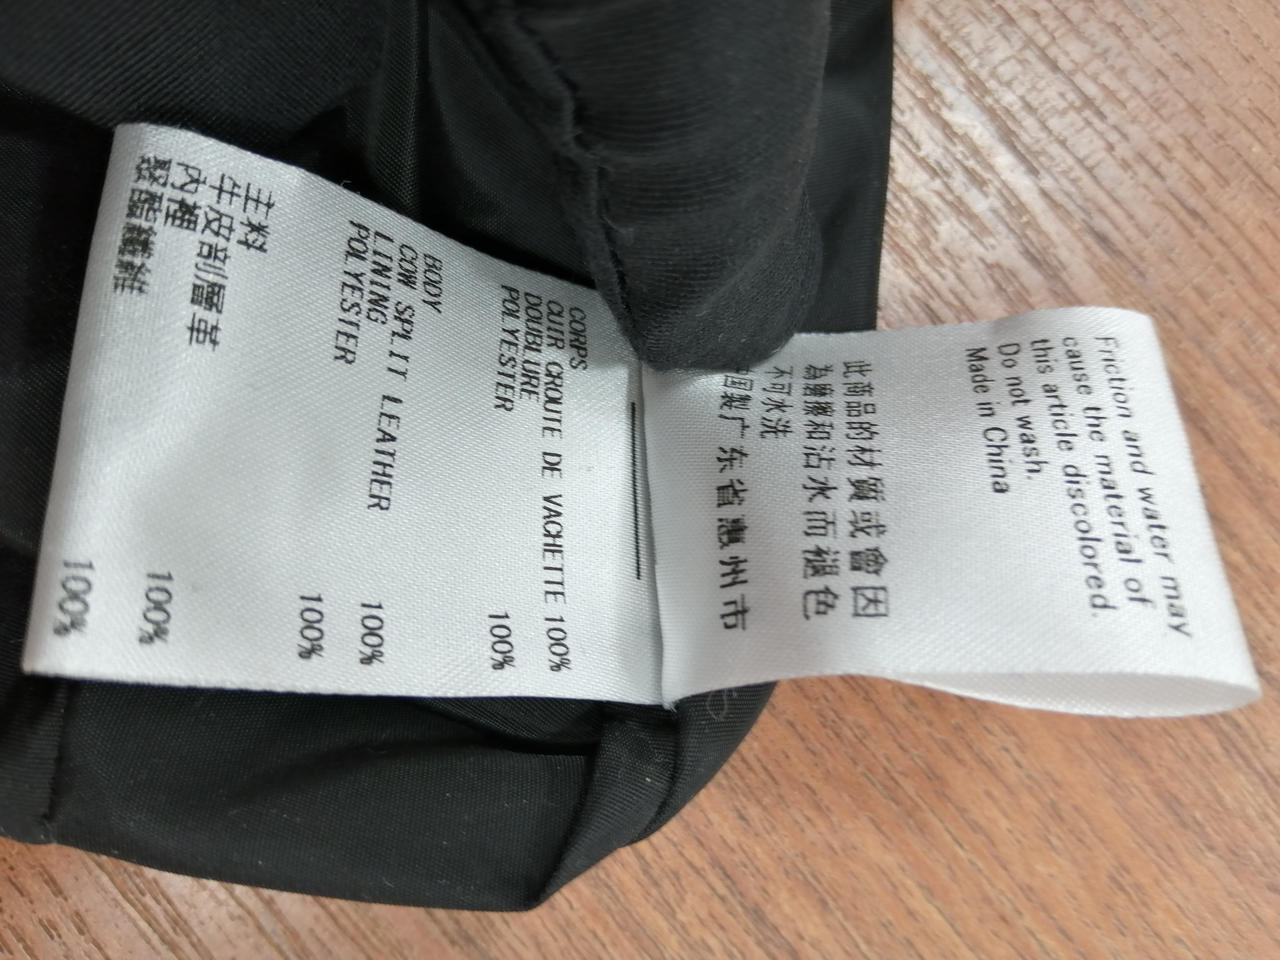 CORPS
CUIR CROUTE DE VACHETTE 100%
DOUBLURE
POLYESTER 100%
BODY
COW SPLIT LEATHER 100%
LINING
POLYESTER 100%
主料
牛皮剖層革 100%
內裡
聚酯纖維 100%
Friction and water may
cause the material of
this article discolored.
Do not wash.
Made in China
此商品的材質或會因
為磨擦和沾水而褪色
不可水洗
国製广东省惠州市